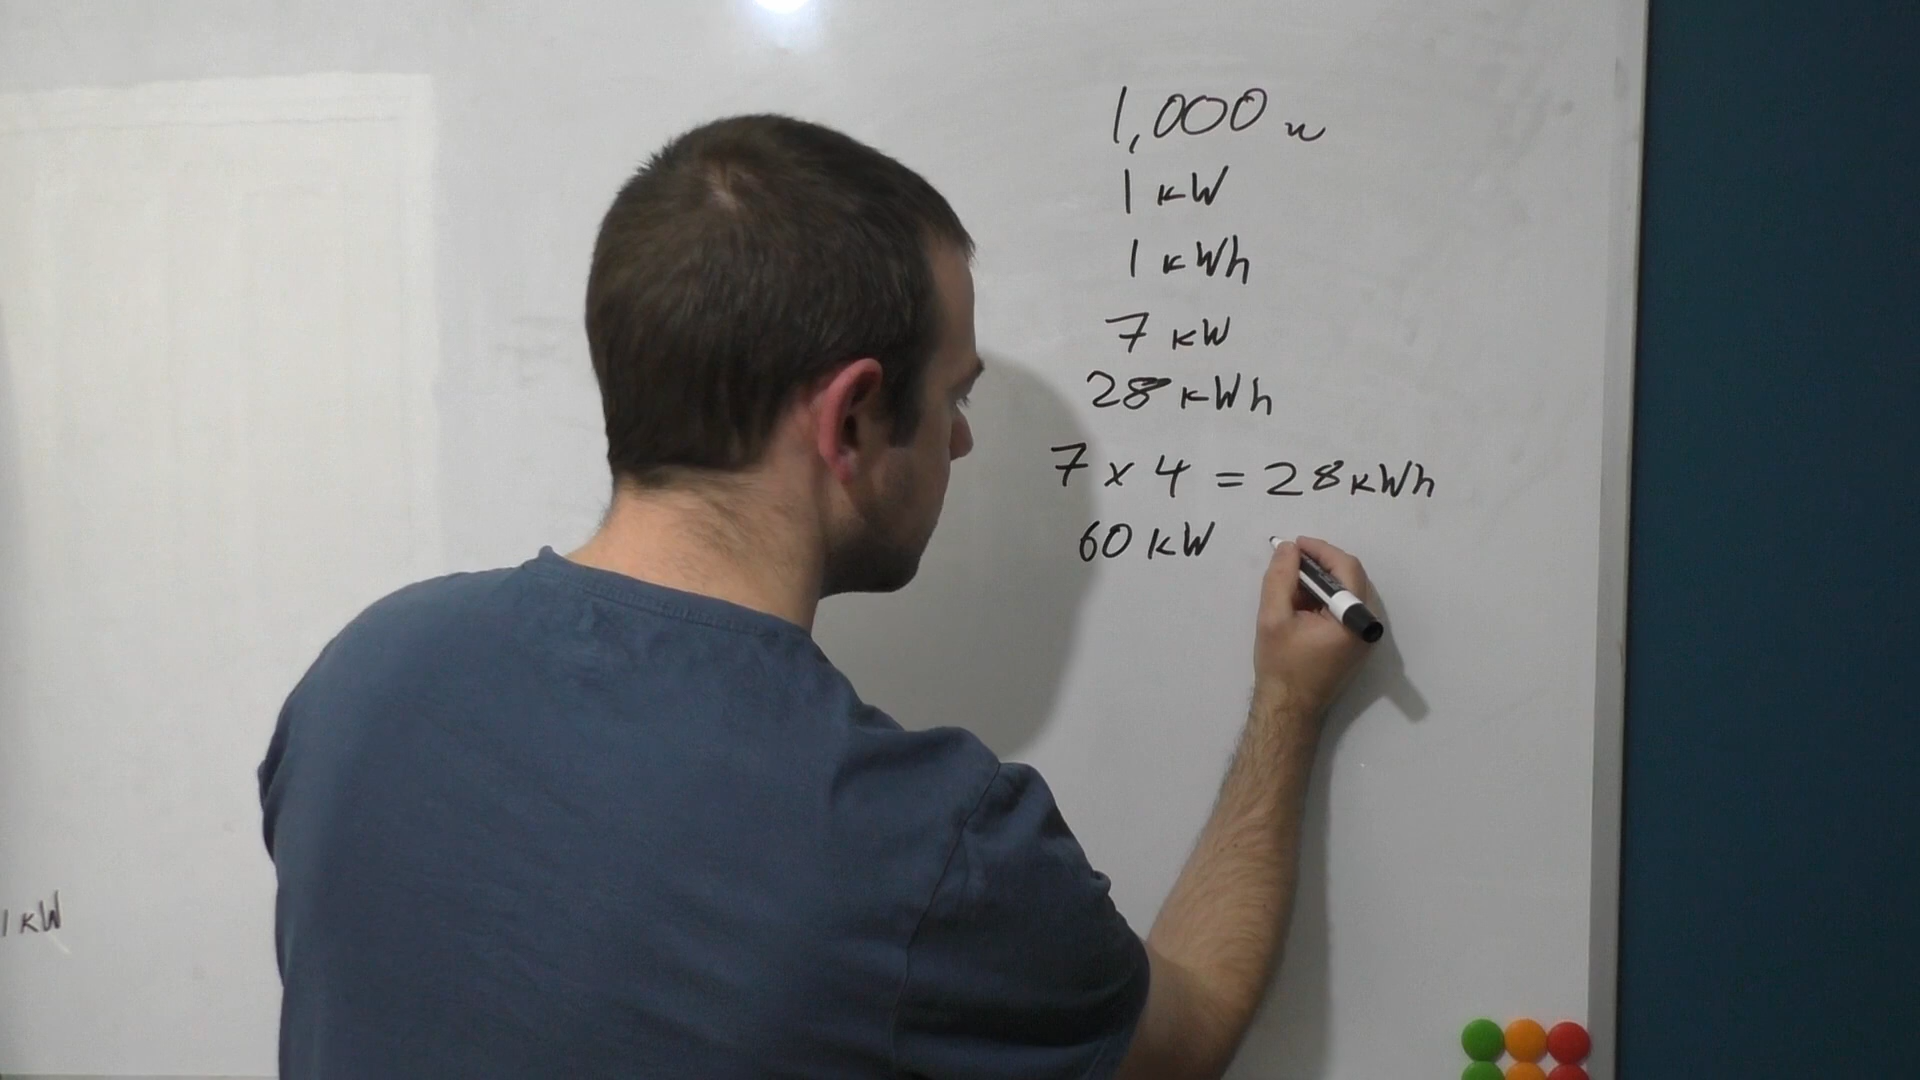 1,000 w
1 kW
1 kWh
7 kW
28 kWh
7 x 4 = 28 kWh
60 kW
1 kW